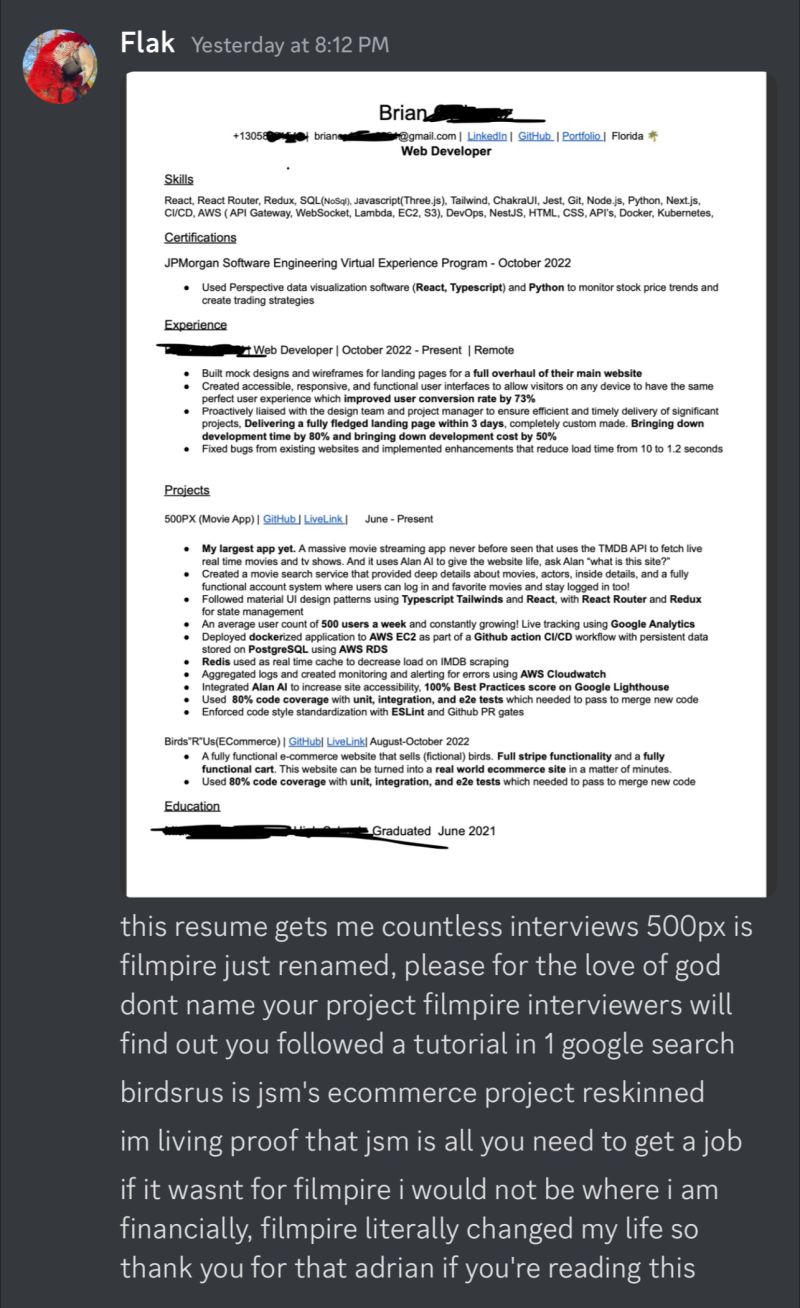 Flak Yesterday at 8:12 PM
Brian
+13058 | brian @gmail.com | LinkedIn | GitHub | Portfolio | Florida 🌴
Web Developer
Skills
React, React Router, Redux, SQL(NoSql), Javascript(Three.js), Tailwind, ChakraUI, Jest, Git, Node.js, Python, Next.js,
CI/CD, AWS ( API Gateway, WebSocket, Lambda, EC2, S3), DevOps, NestJS, HTML, CSS, API's, Docker, Kubernetes,
Certifications
JPMorgan Software Engineering Virtual Experience Program - October 2022
• Used Perspective data visualization software (React, Typescript) and Python to monitor stock price trends and
create trading strategies
Experience
| Web Developer | October 2022 - Present | Remote
• Built mock designs and wireframes for landing pages for a full overhaul of their main website
• Created accessible, responsive, and functional user interfaces to allow visitors on any device to have the same
perfect user experience which improved user conversion rate by 73%
• Proactively liaised with the design team and project manager to ensure efficient and timely delivery of significant
projects, Delivering a fully fledged landing page within 3 days, completely custom made. Bringing down
development time by 80% and bringing down development cost by 50%
• Fixed bugs from existing websites and implemented enhancements that reduce load time from 10 to 1.2 seconds
Projects
500PX (Movie App) | GitHub | LiveLink | June - Present
• My largest app yet. A massive movie streaming app never before seen that uses the TMDB API to fetch live
real time movies and tv shows. And it uses Alan AI to give the website life, ask Alan "what is this site?"
• Created a movie search service that provided deep details about movies, actors, inside details, and a fully
functional account system where users can log in and favorite movies and stay logged in too!
• Followed material UI design patterns using Typescript Tailwinds and React, with React Router and Redux
for state management
• An average user count of 500 users a week and constantly growing! Live tracking using Google Analytics
• Deployed dockerized application to AWS EC2 as part of a Github action CI/CD workflow with persistent data
stored on PostgreSQL using AWS RDS
• Redis used as real time cache to decrease load on IMDB scraping
• Aggregated logs and created monitoring and alerting for errors using AWS Cloudwatch
• Integrated Alan AI to increase site accessibility, 100% Best Practices score on Google Lighthouse
• Used 80% code coverage with unit, integration, and e2e tests which needed to pass to merge new code
• Enforced code style standardization with ESLint and Github PR gates
Birds"R"Us(ECommerce) | GitHub| LiveLink| August-October 2022
• A fully functional e-commerce website that sells (fictional) birds. Full stripe functionality and a fully
functional cart. This website can be turned into a real world ecommerce site in a matter of minutes.
• Used 80% code coverage with unit, integration, and e2e tests which needed to pass to merge new code
Education
Graduated June 2021
this resume gets me countless interviews 500px is
filmpire just renamed, please for the love of god
dont name your project filmpire interviewers will
find out you followed a tutorial in 1 google search
birdsrus is jsm's ecommerce project reskinned
im living proof that jsm is all you need to get a job
if it wasnt for filmpire i would not be where i am
financially, filmpire literally changed my life so
thank you for that adrian if you're reading this